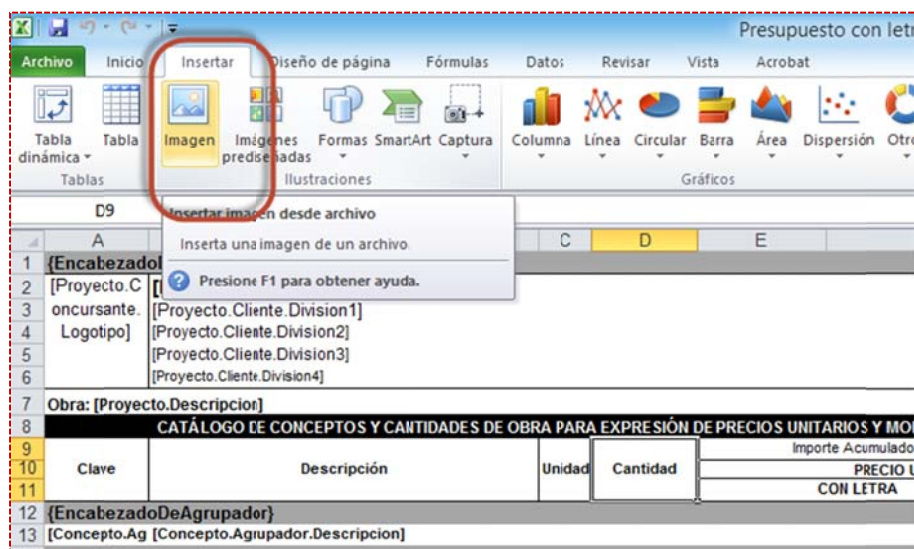 Presupuesto con letr
Archivo Inicio Insertar Diseño de página Fórmulas Datos Revisar Vista Acrobat
Tabla dinámica Tabla Imagen Imágenes prediseñadas Formas SmartArt Captura Columna Línea Circular Barra Área Dispersión Otro
Tablas Ilustraciones Gráficos
D9
Insertar imagen desde archivo
Inserta una imagen de un archivo.
Presione F1 para obtener ayuda.
A C D E
1 {Encabezado
2 [Proyecto.C
3 oncursante. [Proyecto.Cliente.Division1]
4 Logotipo] [Proyecto.Cliente.Division2]
5 [Proyecto.Cliente.Division3]
6 [Proyecto.Cliente.Division4]
7 Obra: [Proyecto.Descripcion]
8 CATÁLOGO DE CONCEPTOS Y CANTIDADES DE OBRA PARA EXPRESIÓN DE PRECIOS UNITARIOS Y MO
9 Importe Acumulado
10 Clave Descripción Unidad Cantidad PRECIO U
11 CON LETRA
12 {EncabezadoDeAgrupador}
13 [Concepto.Ag [Concepto.Agrupador.Descripcion]